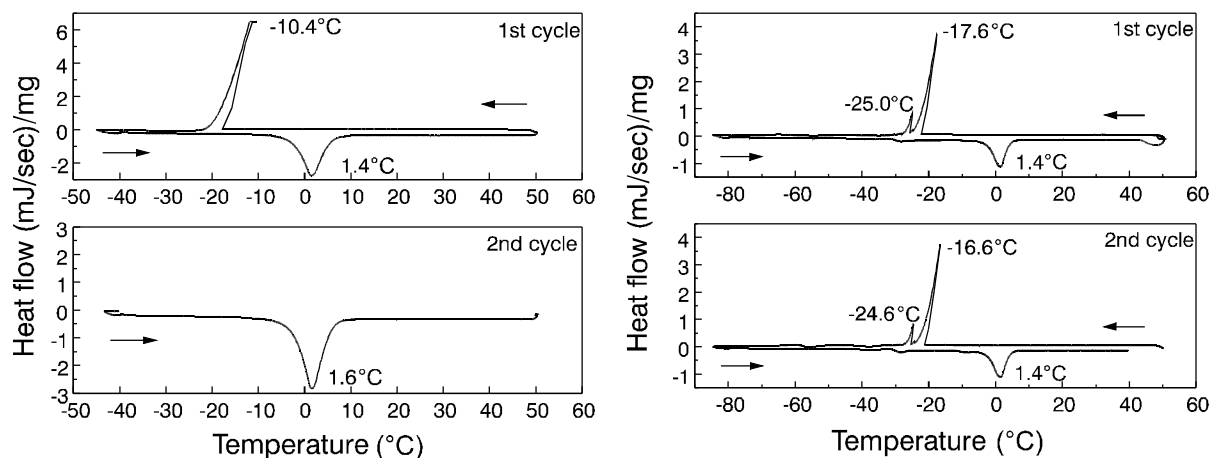 6
4
2
0
-2
-10.4°C
1st cycle
1.4°C
-50 -40 -30 -20 -10 0 10 20 30 40 50 60
3
2
1
0
-1
-2
-3
2nd cycle
1.6°C
-50 -40 -30 -20 -10 0 10 20 30 40 50 60
Heat flow (mJ/sec)/mg
Temperature (°C)
4
3
2
1
0
-1
-17.6°C
1st cycle
-25.0°C
1.4°C
-80 -60 -40 -20 0 20 40 60
4
3
2
1
0
-1
-16.6°C
2nd cycle
-24.6°C
1.4°C
-80 -60 -40 -20 0 20 40 60
Heat flow (mJ/sec)/mg
Temperature (°C)